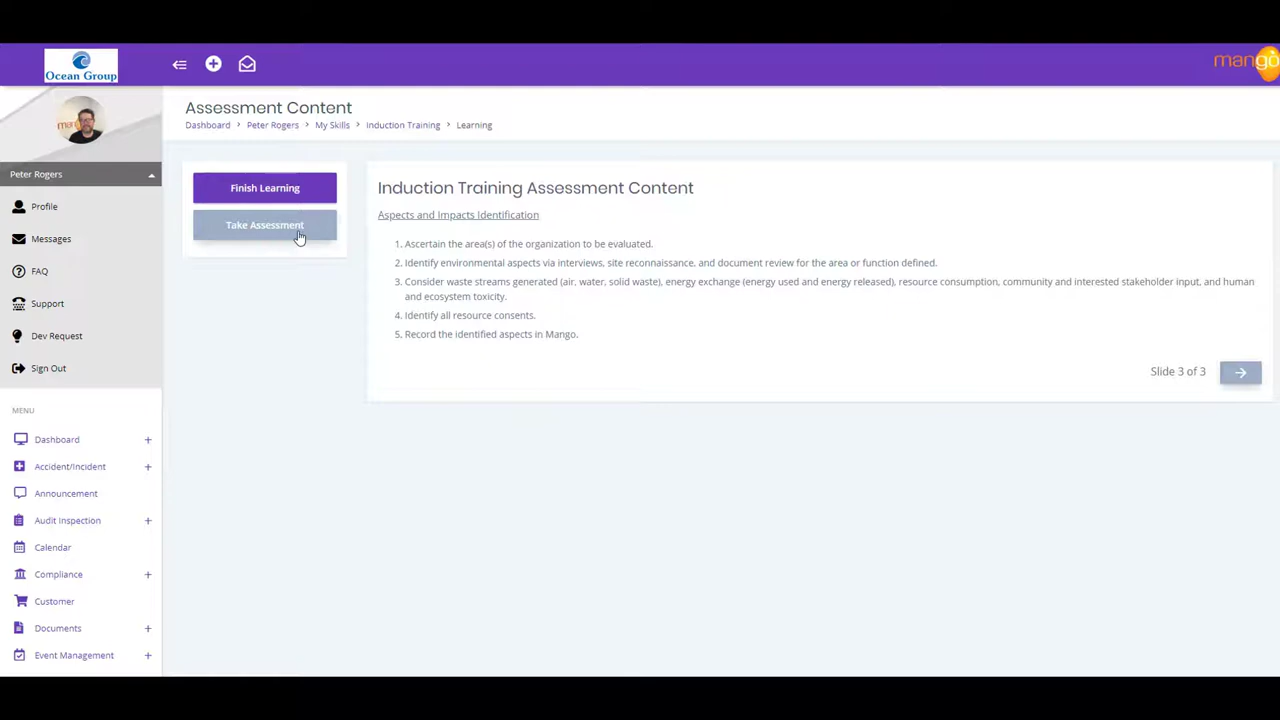 Ocean Group
mango
Assessment Content
Dashboard > Peter Rogers > My Skills > Induction Training > Learning
Peter Rogers
Profile
Messages
FAQ
Support
Dev Request
Sign Out
MENU
Dashboard +
Accident/Incident +
Announcement
Audit Inspection +
Calendar
Compliance +
Customer
Documents +
Event Management +
Finish Learning
Take Assessment
Induction Training Assessment Content
Aspects and Impacts Identification
1. Ascertain the area(s) of the organization to be evaluated.
2. Identify environmental aspects via interviews, site reconnaissance, and document review for the area or function defined.
3. Consider waste streams generated (air, water, solid waste), energy exchange (energy used and energy released), resource consumption, community and interested stakeholder input, and human
and ecosystem toxicity.
4. Identify all resource consents.
5. Record the identified aspects in Mango.
Slide 3 of 3